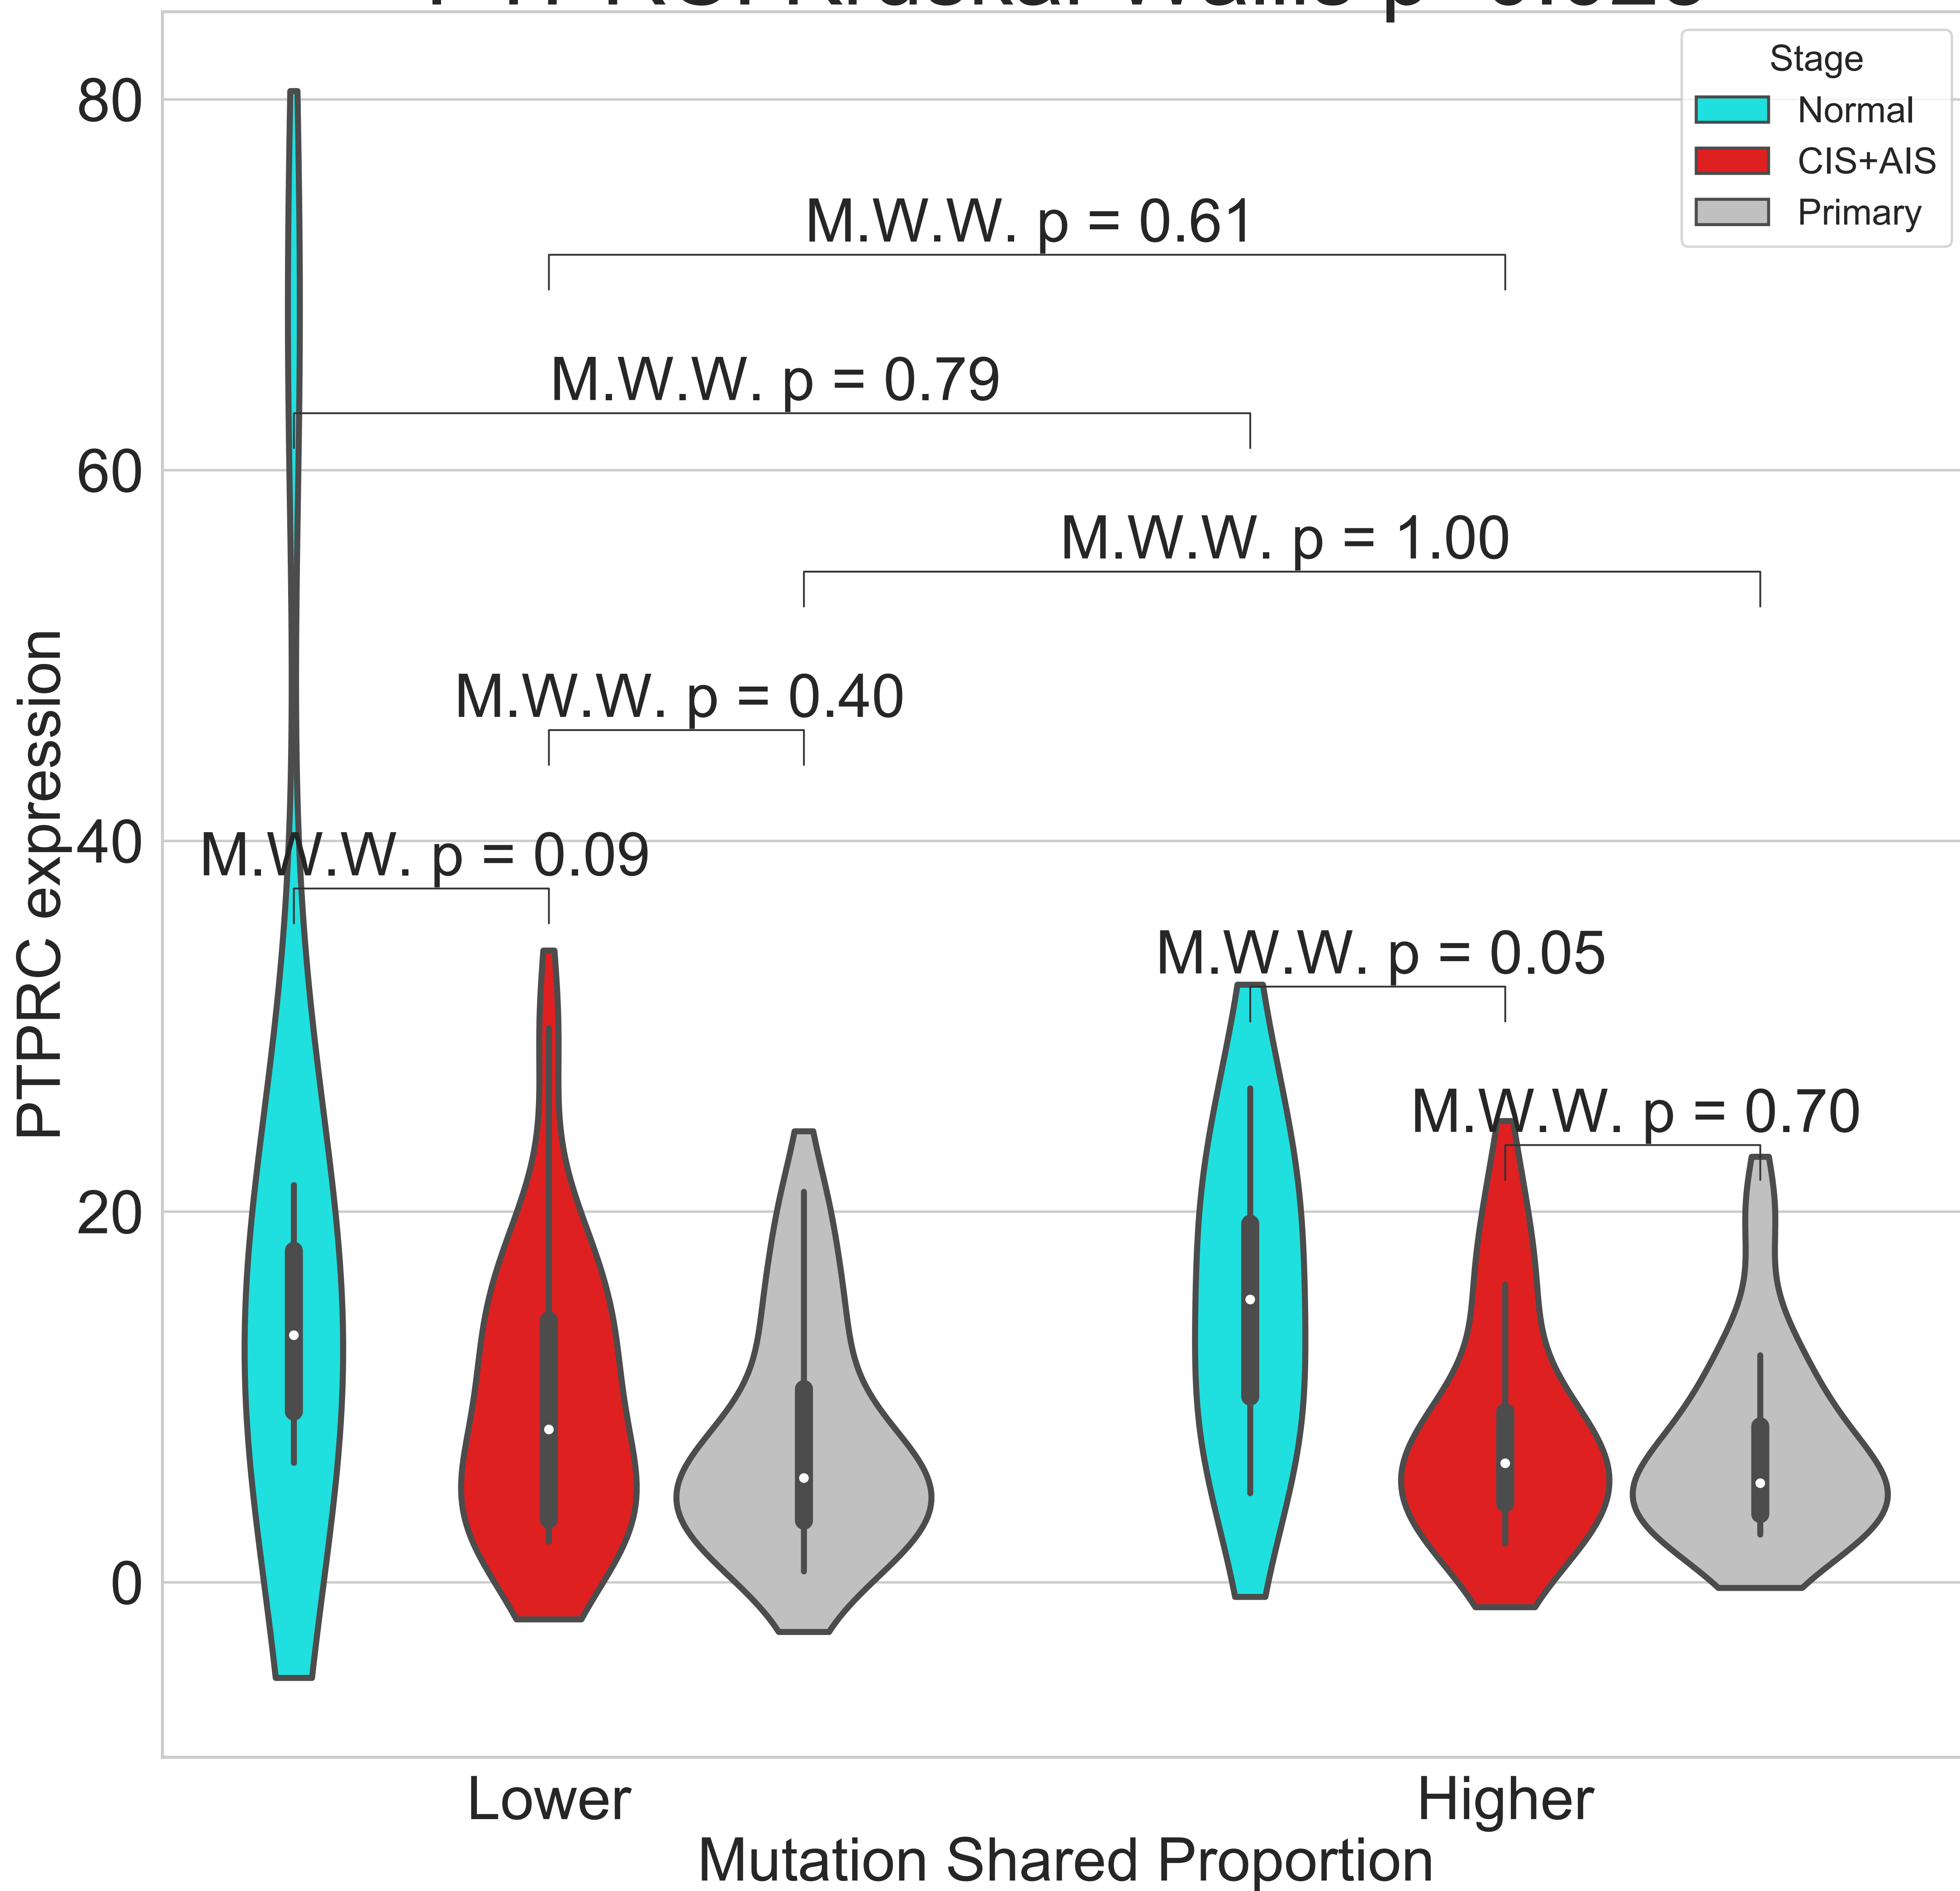 Stage
Normal
CIS+AIS
Primary
80
60
40
20
0
PTPRC expression
M.W.W. p = 0.61
M.W.W. p = 0.79
M.W.W. p = 1.00
M.W.W. p = 0.40
M.W.W. p = 0.09
M.W.W. p = 0.05
M.W.W. p = 0.70
Lower
Higher
Mutation Shared Proportion